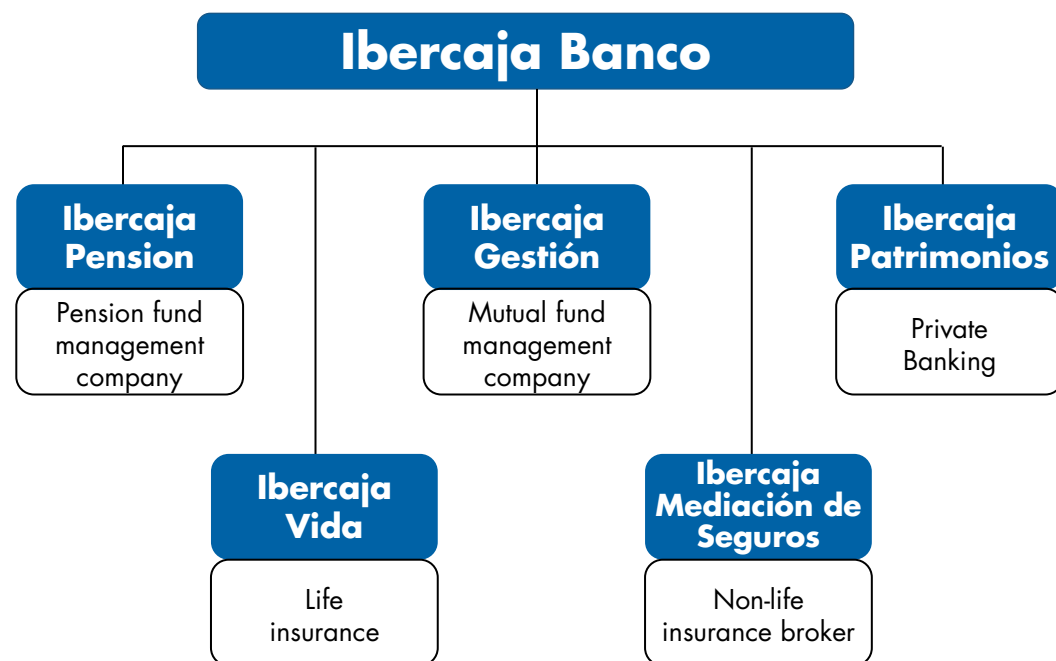 Ibercaja Banco
Ibercaja
Pension
Pension fund
management
company
Ibercaja
Gestión
Mutual fund
management
company
Ibercaja
Patrimonios
Private
Banking
Ibercaja
Vida
Life
insurance
Ibercaja
Mediación de
Seguros
Non-life
insurance broker